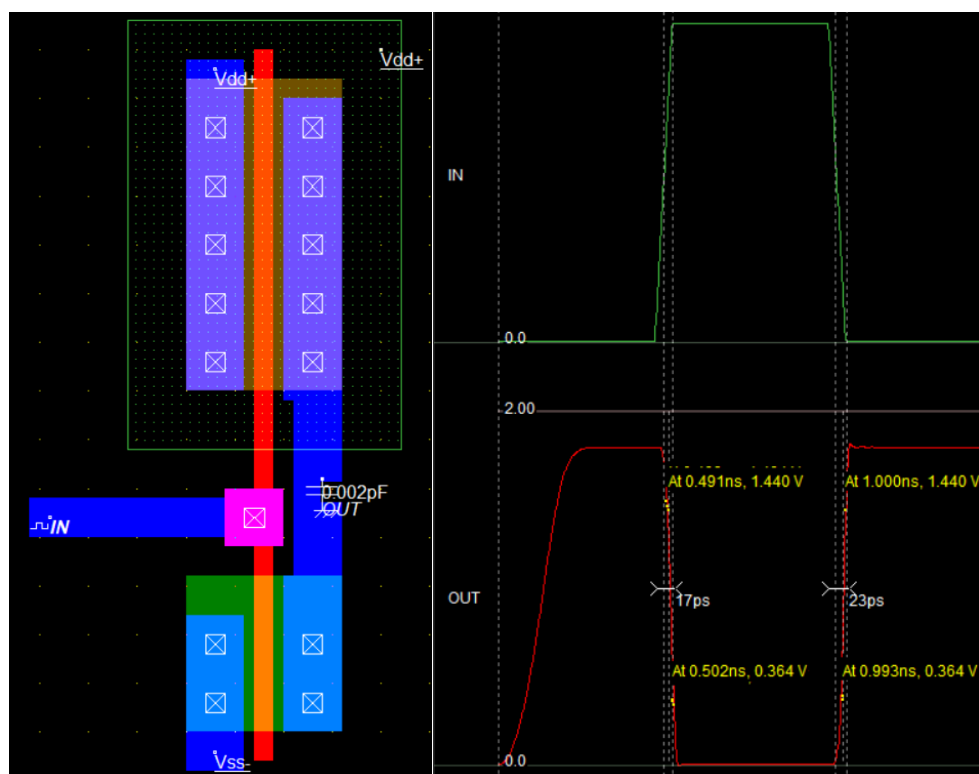 Vdd+
Vdd+
0.002pF
OUT
IN
Vss-
IN
0.0
2.00
At 0.491ns, 1.440 V
At 1.000ns, 1.440 V
OUT
17ps
23ps
At 0.502ns, 0.364 V
At 0.993ns, 0.364 V
0.0